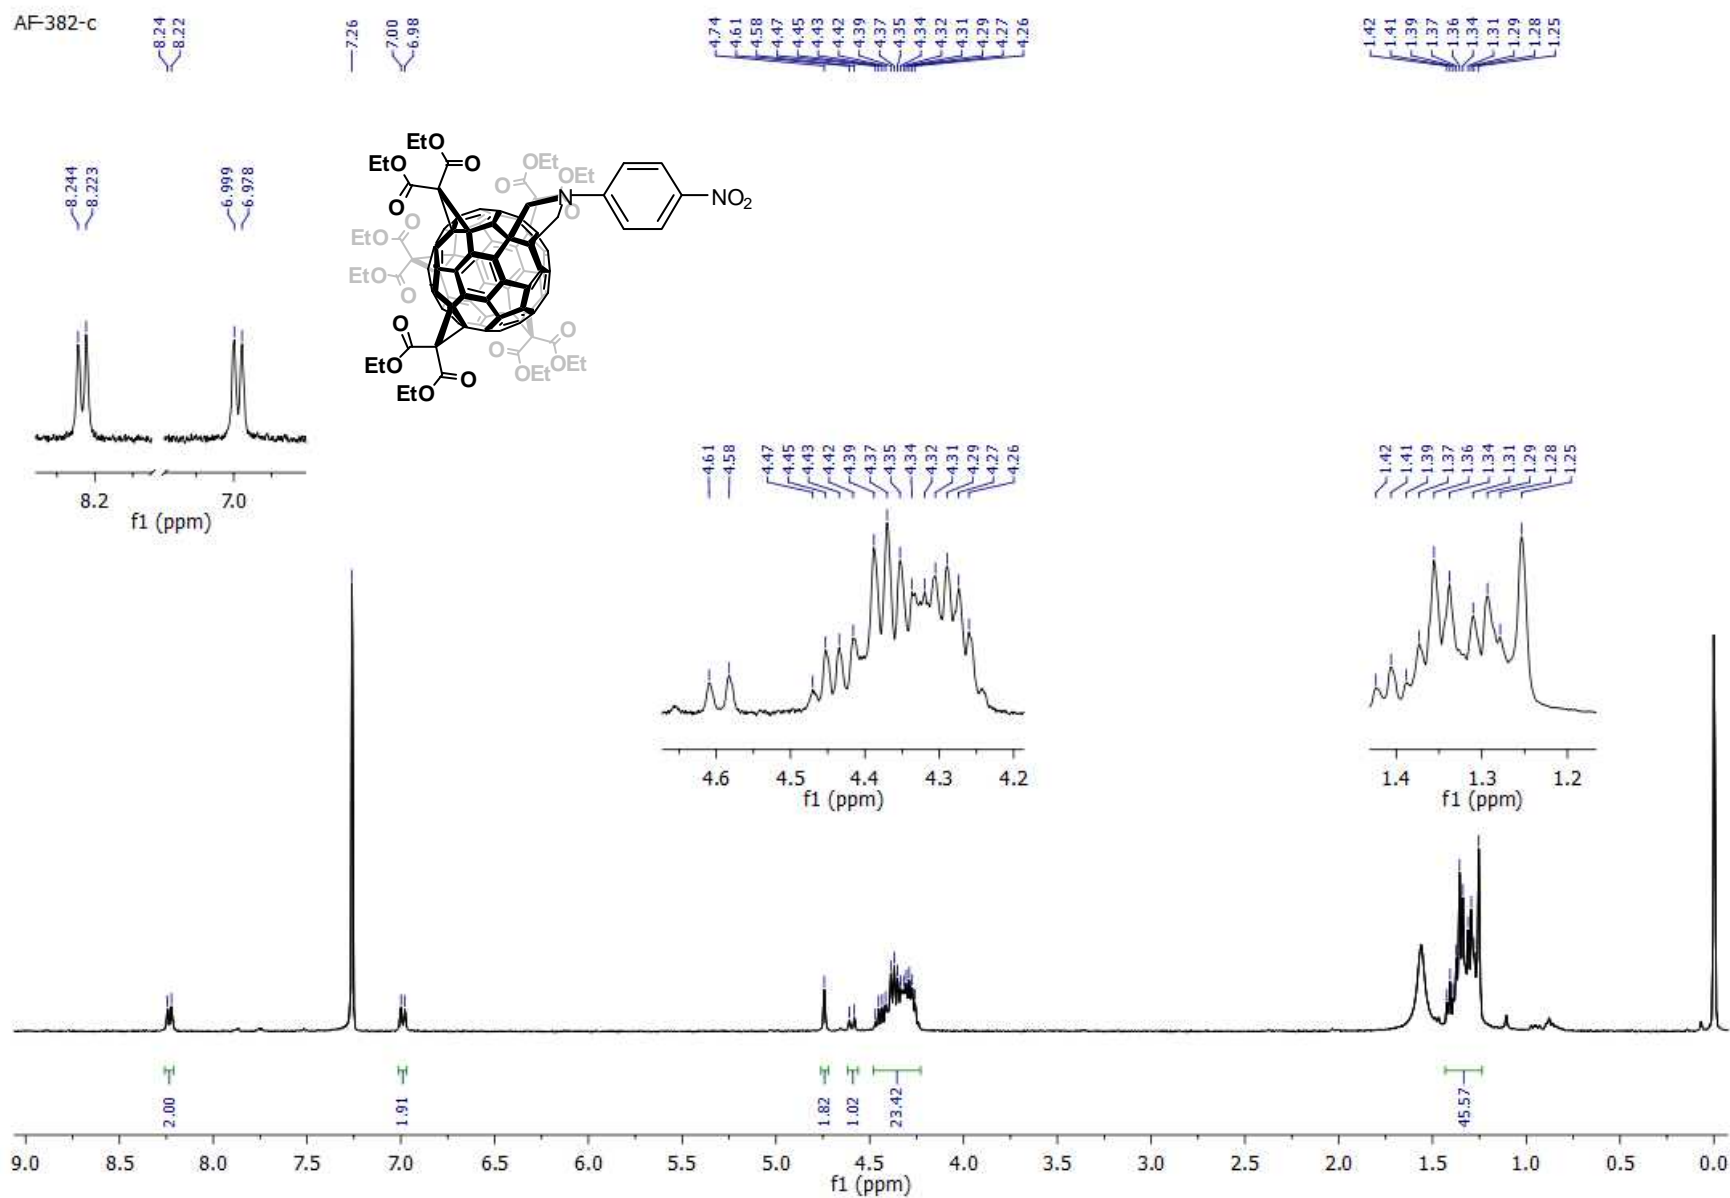 AF-382-c
8.24
8.22
7.26
7.00
6.98
4.74
4.61
4.58
4.47
4.45
4.43
4.42
4.39
4.37
4.35
4.34
4.32
4.31
4.29
4.27
4.26
1.42
1.41
1.39
1.37
1.36
1.34
1.31
1.29
1.28
1.25
8.244
8.223
6.999
6.978
8.2 7.0
f1 (ppm)
EtO O
EtO O
O
OEt
O OEt
O
N
NO2
EtO O
EtO O
O
EtO
EtO O
O
O
OEt
OEt
4.61
4.58
4.47
4.45
4.43
4.42
4.39
4.37
4.35
4.34
4.32
4.31
4.29
4.27
4.26
4.6 4.5 4.4 4.3 4.2
f1 (ppm)
1.42
1.41
1.39
1.37
1.36
1.34
1.31
1.29
1.28
1.25
1.4 1.3 1.2
f1 (ppm)
2.00
1.91
1.82
1.02
23.42
45.57
9.0 8.5 8.0 7.5 7.0 6.5 6.0 5.5 5.0 4.5 4.0 3.5 3.0 2.5 2.0 1.5 1.0 0.5 0.0
f1 (ppm)